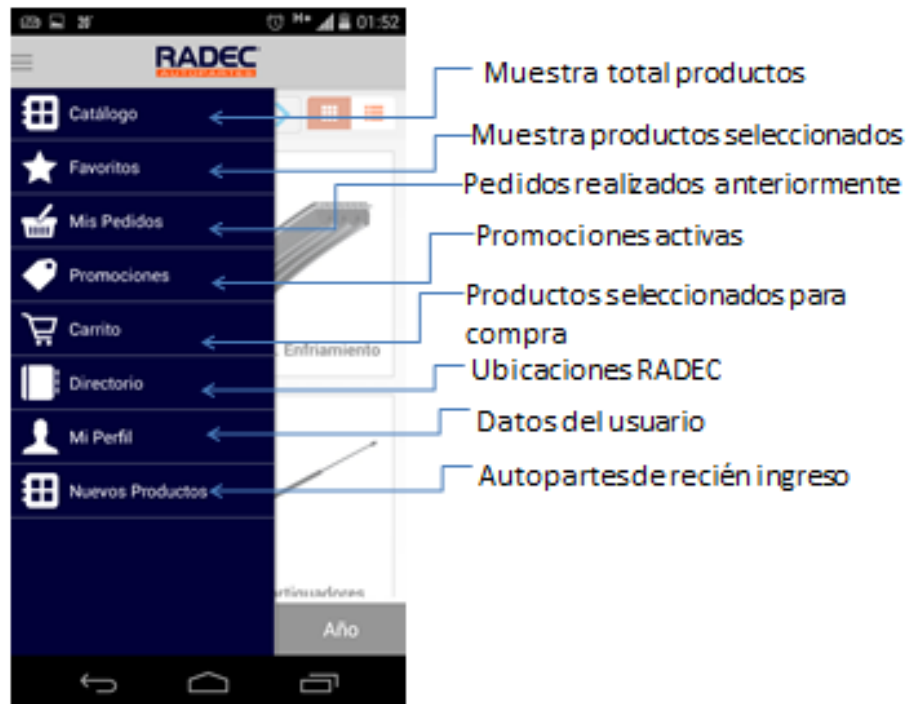 01:52
RADEC
AUTOPARTES
Catálogo
Favoritos
Mis Pedidos
Promociones
Carrito
Directorio
Mi Perfil
Nuevos Productos
Enfriamiento
rtiguadores
Año
Muestra total productos
Muestra productos seleccionados
Pedidos realizados anteriormente
Promociones activas
Productos seleccionados para
compra
Ubicaciones RADEC
Datos del usuario
Autopartes de recién ingreso